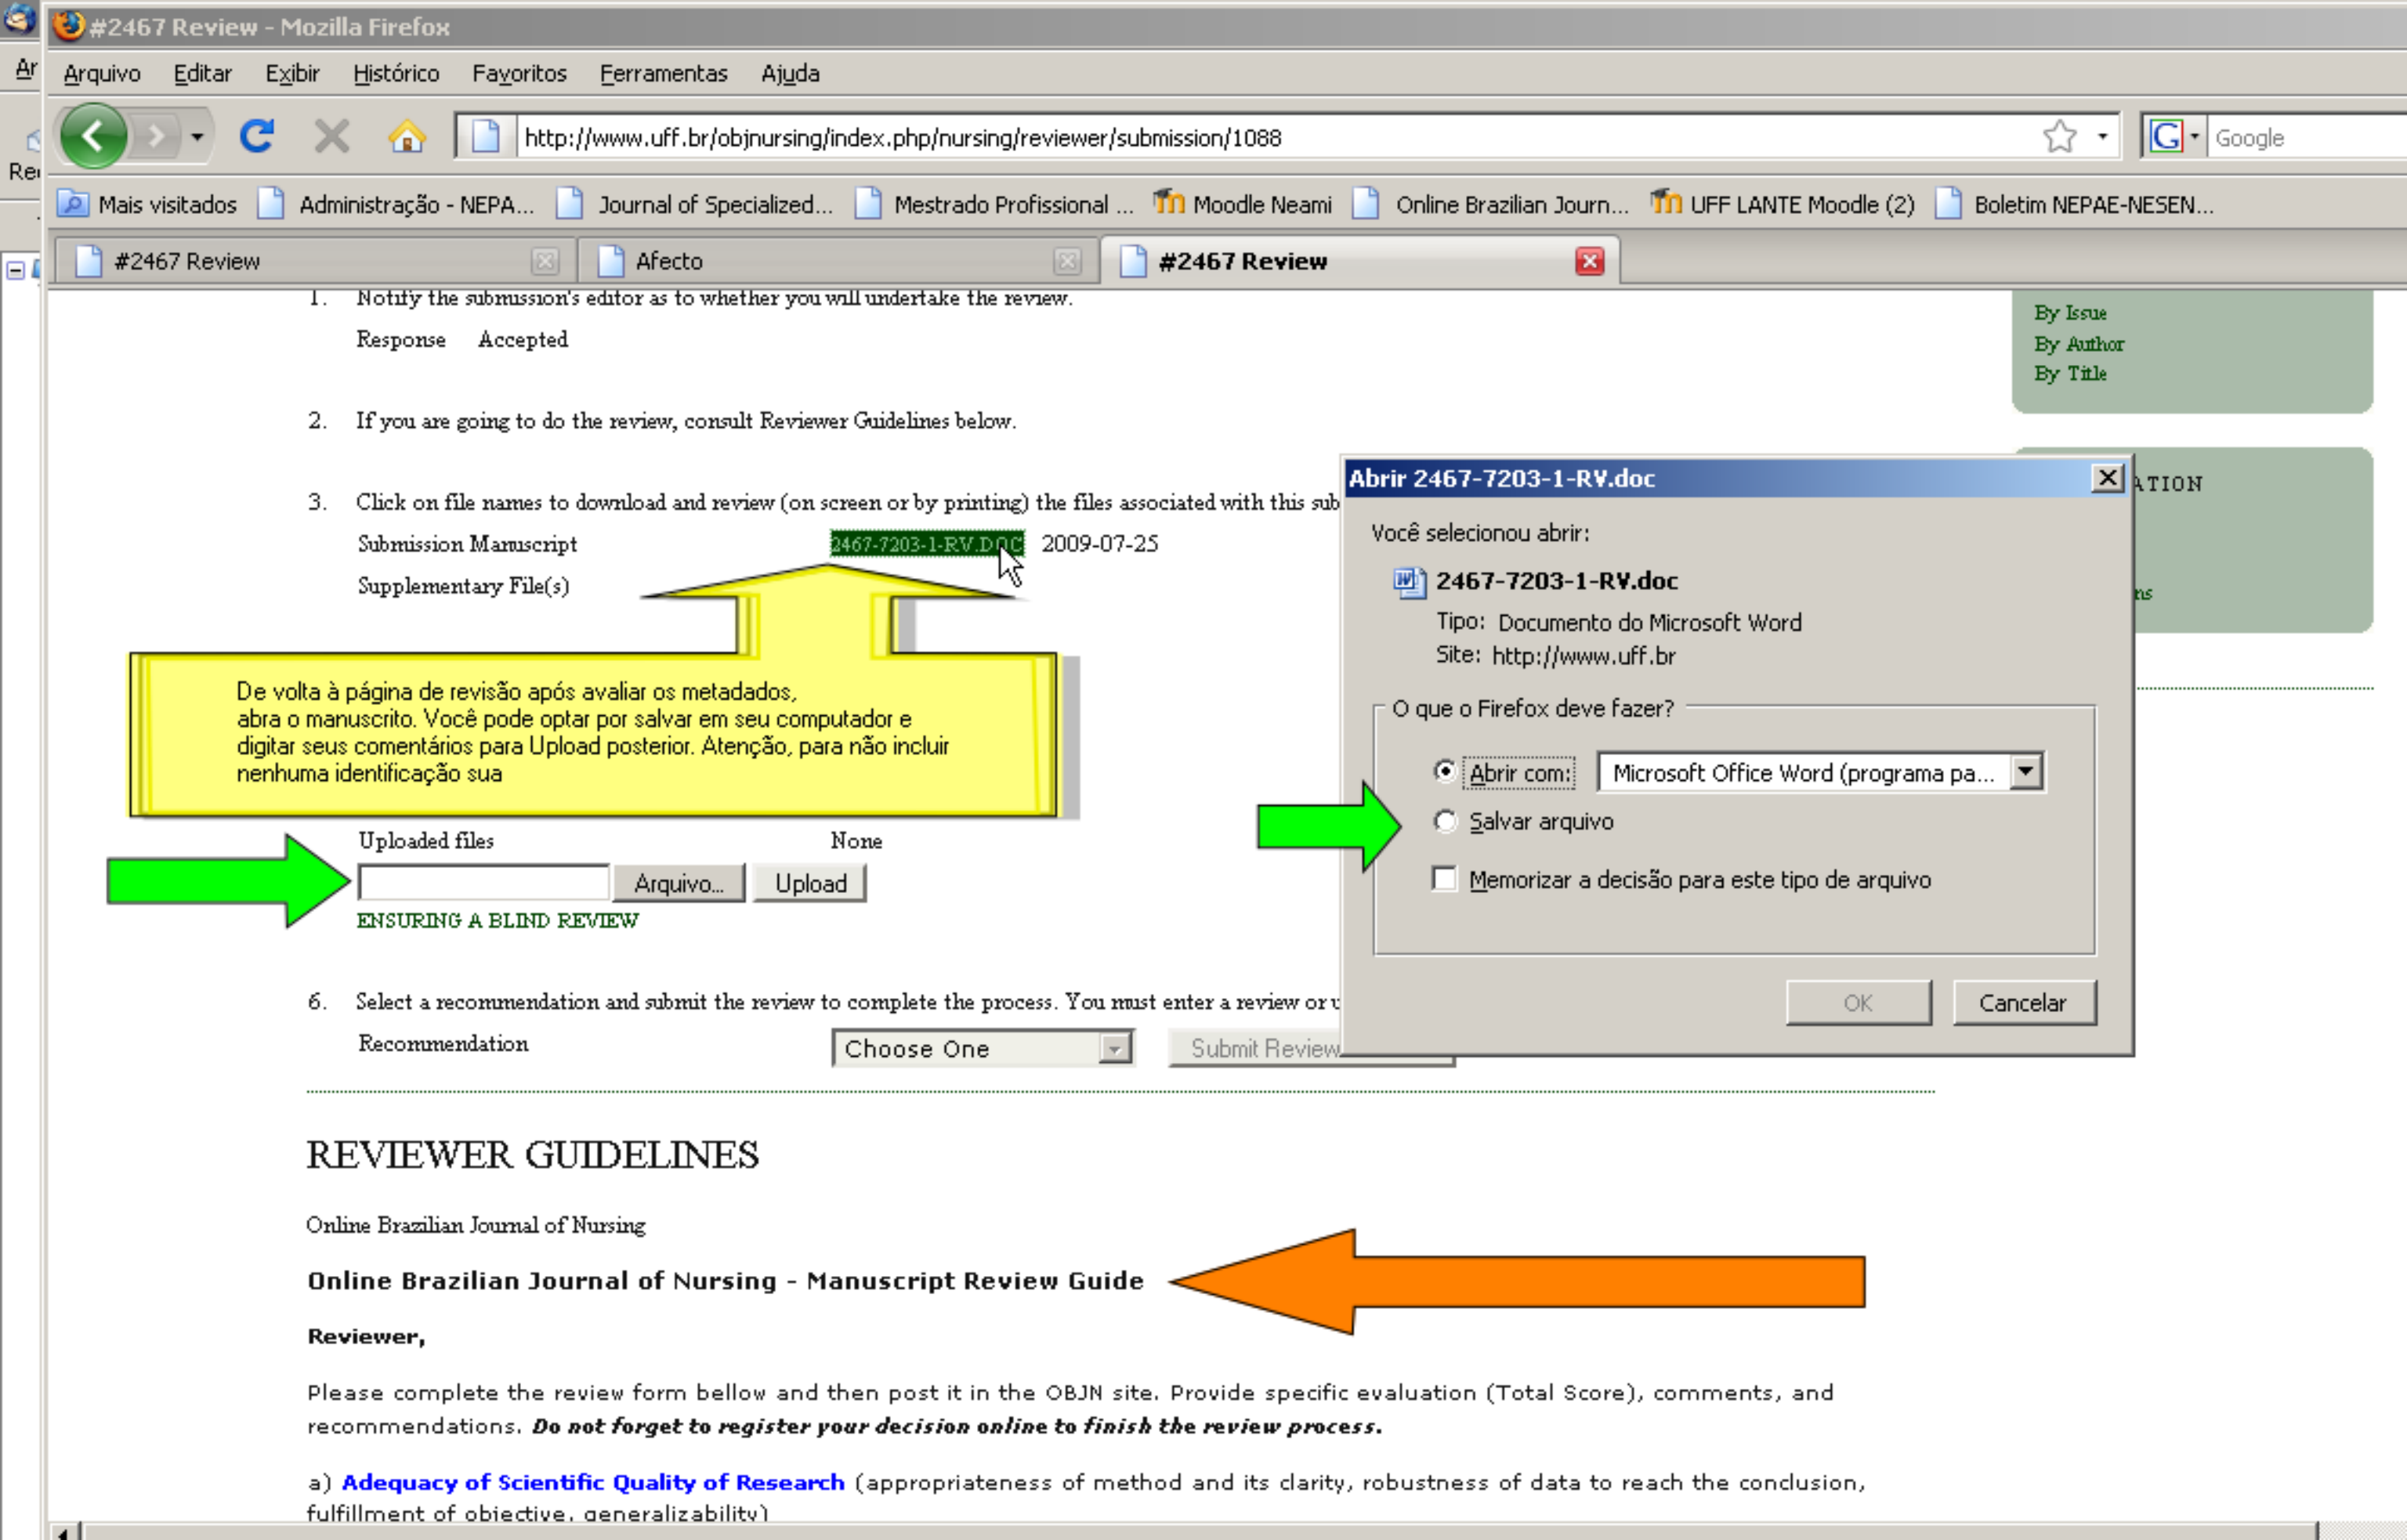 #2467 Review - Mozilla Firefox
Ar
Arquivo Editar Exibir Histórico Favoritos Ferramentas Ajuda
http://www.uff.br/objnursing/index.php/nursing/reviewer/submission/1088
G Google
Mais visitados Administração - NEPA... Journal of Specialized... Mestrado Profissional ... Moodle Neami Online Brazilian Journ... UFF LANTE Moodle (2) Boletim NEPAE-NESEN...
#2467 Review Afecto #2467 Review
1. Notify the submission's editor as to whether you will undertake the review.
Response Accepted
2. If you are going to do the review, consult Reviewer Guidelines below.
3. Click on file names to download and review (on screen or by printing) the files associated with this sub
Submission Manuscript 2467-7203-1-RV.DOC 2009-07-25
Supplementary File(s)
De volta à página de revisão após avaliar os metadados,
abra o manuscrito. Você pode optar por salvar em seu computador e
digitar seus comentários para Upload posterior. Atenção, para não incluir
nenhuma identificação sua
Uploaded files None
Arquivo... Upload
ENSURING A BLIND REVIEW
6. Select a recommendation and submit the review to complete the process. You must enter a review or u
Recommendation Choose One Submit Review
By Issue
By Author
By Title
ATION
ns
Abrir 2467-7203-1-RV.doc
Você selecionou abrir:
2467-7203-1-RV.doc
Tipo: Documento do Microsoft Word
Site: http://www.uff.br
O que o Firefox deve fazer?
Abrir com: Microsoft Office Word (programa pa...
Salvar arquivo
Memorizar a decisão para este tipo de arquivo
OK Cancelar
REVIEWER GUIDELINES
Online Brazilian Journal of Nursing
Online Brazilian Journal of Nursing - Manuscript Review Guide
Reviewer,
Please complete the review form bellow and then post it in the OBJN site. Provide specific evaluation (Total Score), comments, and
recommendations. Do not forget to register your decision online to finish the review process.
a) Adequacy of Scientific Quality of Research (appropriateness of method and its clarity, robustness of data to reach the conclusion,
fulfillment of objective, generalizability)